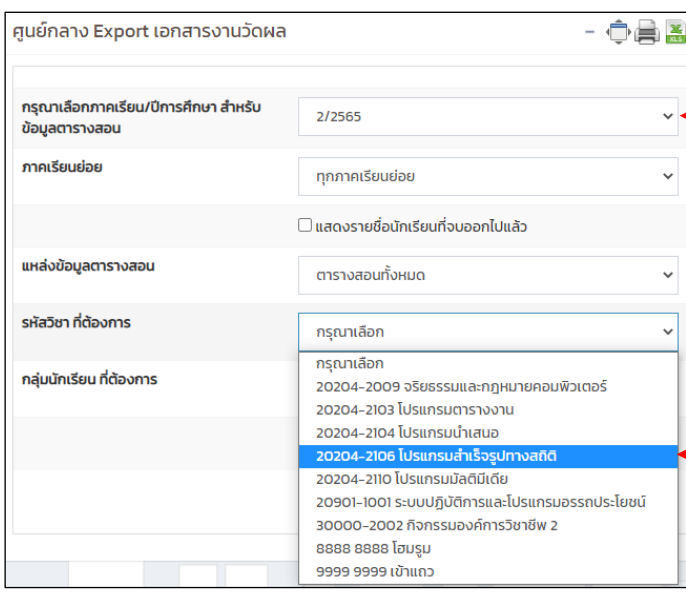 ศูนย์กลาง Export เอกสารงานวัดผล
XLS
กรุณาเลือกภาคเรียน/ปีการศึกษา สำหรับ
ข้อมูลตารางสอน
2/2565
ภาคเรียนย่อย
ทุกภาคเรียนย่อย
แสดงรายชื่อนักเรียนที่จบออกไปแล้ว
แหล่งข้อมูลตารางสอน
ตารางสอนทั้งหมด
รหัสวิชา ที่ต้องการ
กรุณาเลือก
กลุ่มนักเรียน ที่ต้องการ
กรุณาเลือก
20204-2009 จริยธรรมและกฎหมายคอมพิวเตอร์
20204-2103 โปรแกรมตารางงาน
20204-2104 โปรแกรมนำเสนอ
20204-2106 โปรแกรมสำเร็จรูปทางสถิติ
20204-2110 โปรแกรมมัลติมีเดีย
20901-1001 ระบบปฏิบัติการและโปรแกรมอรรถประโยชน์
30000-2002 กิจกรรมองค์การวิชาชีพ 2
8888 8888 โฮมรูม
9999 9999 เข้าแถว